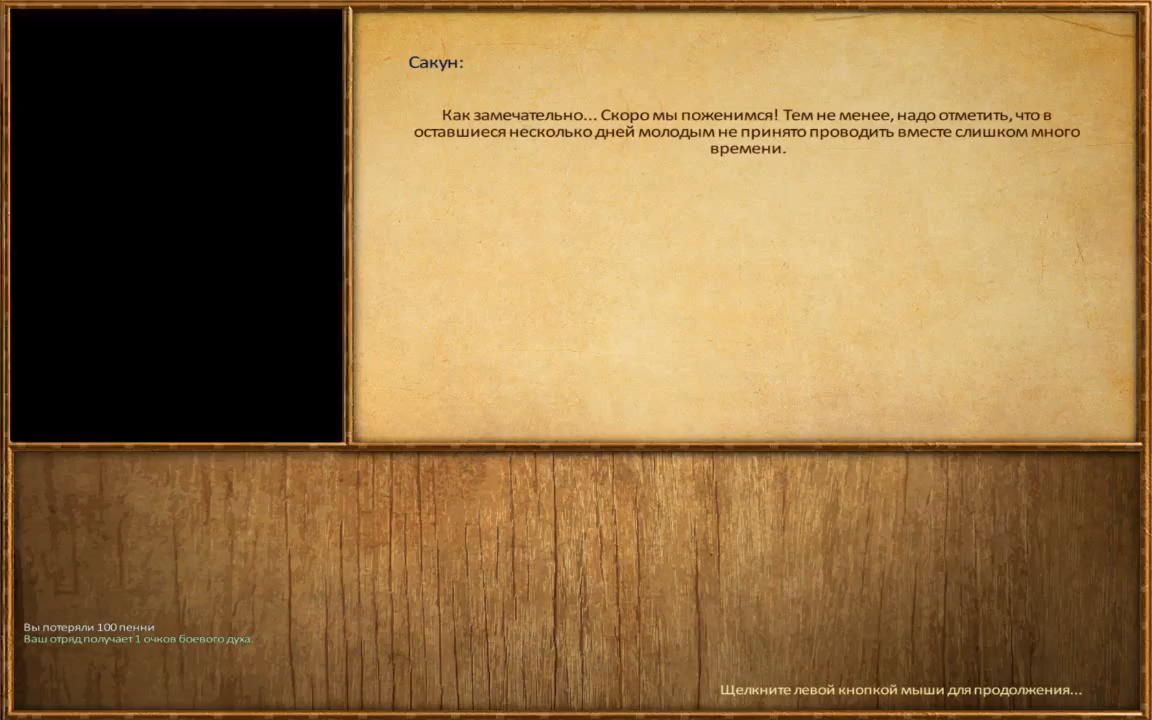 Сакун:
Как замечательно... Скоро мы поженимся! Тем не менее, надо отметить, что в
оставшиеся несколько дней молодым не принято проводить вместе слишком много
времени.
Вы потеряли 100 пенни
Ваш отряд получает 1 очков боевого духа.
Щелкните левой кнопкой мыши для продолжения...